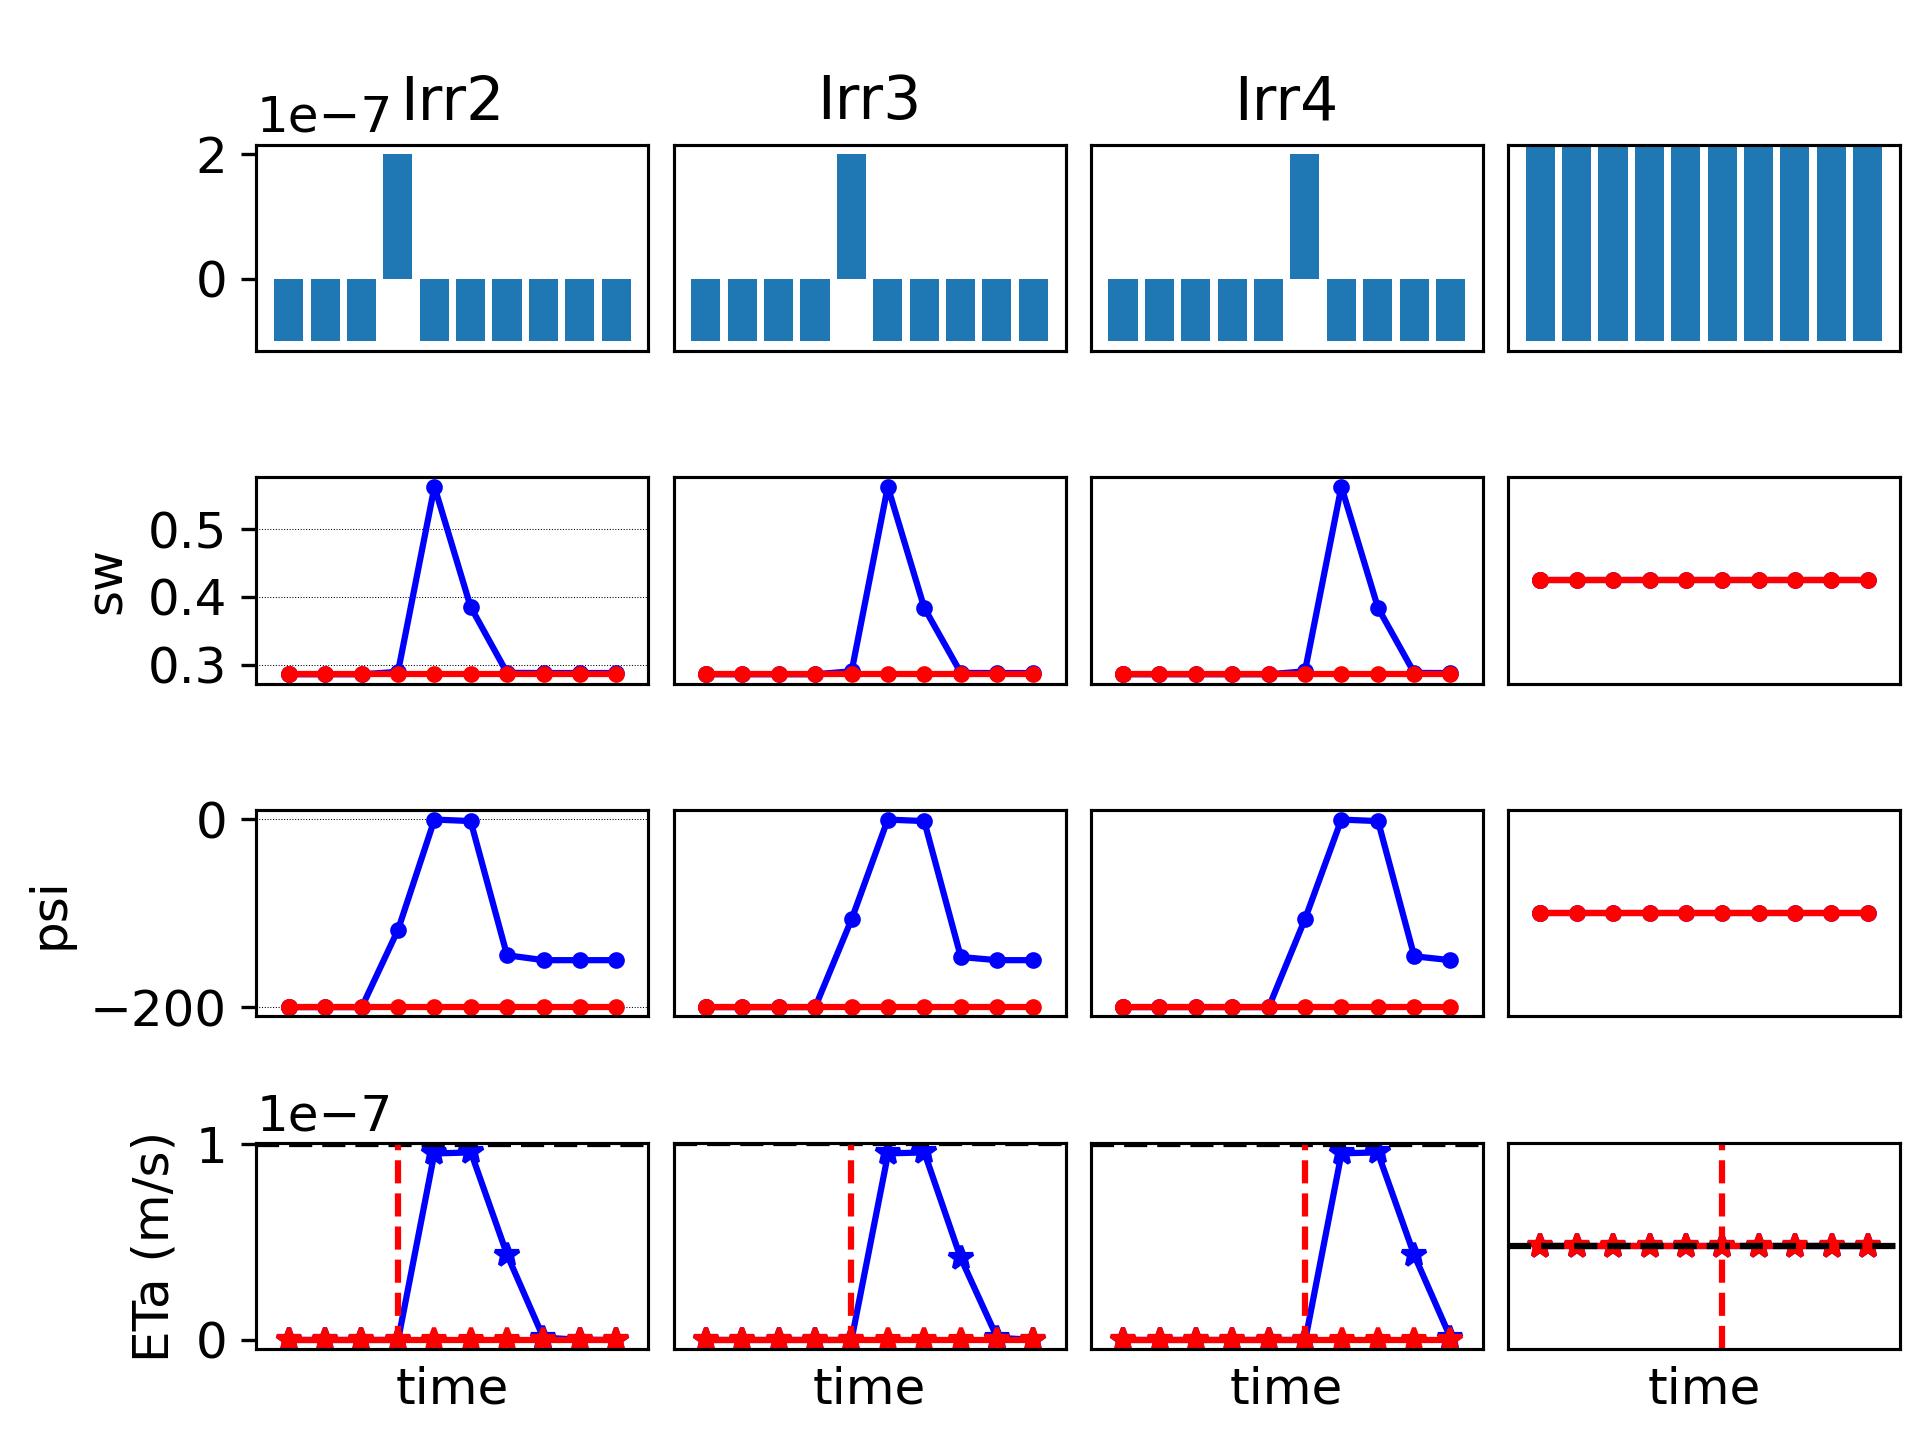 Irr2 Irr3 Irr4
1e−7
2
0
sw
0.5
0.4
0.3
psi
0
−200
ETa (m/s)
1e−7
1
0
time time time time